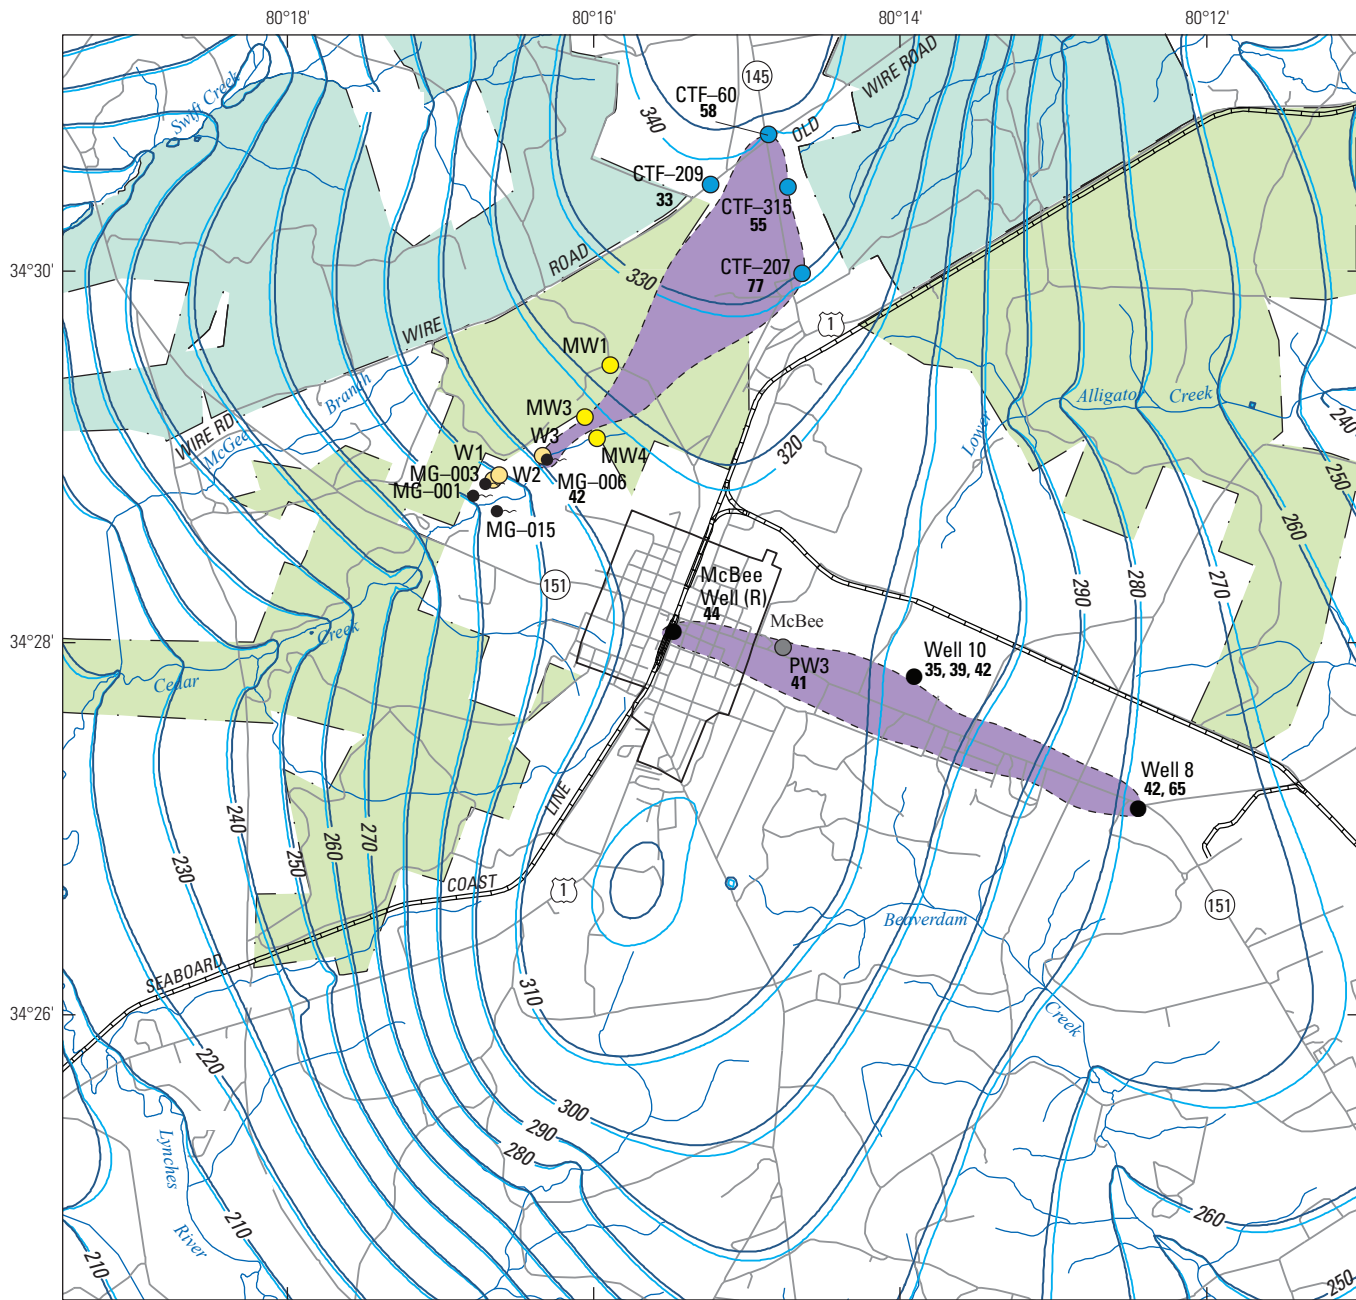 80°18'
80°16'
80°14'
80°12'
34°30'
34°28'
34°26'
Swift Creek
340
145
CTF–60
58
OLD
WIRE ROAD
CTF–209
33
CTF–315
55
CTF–207
77
330
ROAD
WIRE
1
MW1
MW3
W3
MW4
Branch
McGee
WIRE RD
W1
MG–003
MG–001
W2
MG–006
42
MG–015
320
Lower
Alligator
Creek
240
250
260
270
280
290
151
McBee
Well (R)
44
McBee
PW3
41
Well 10
35, 39, 42
Well 8
42, 65
Creek
Cedar
LINE
COAST
SEABOARD
1
151
Beaverdam
Creek
240
230
250
260
270
310
220
300
290
280
210
Lynches
River
210
260
250